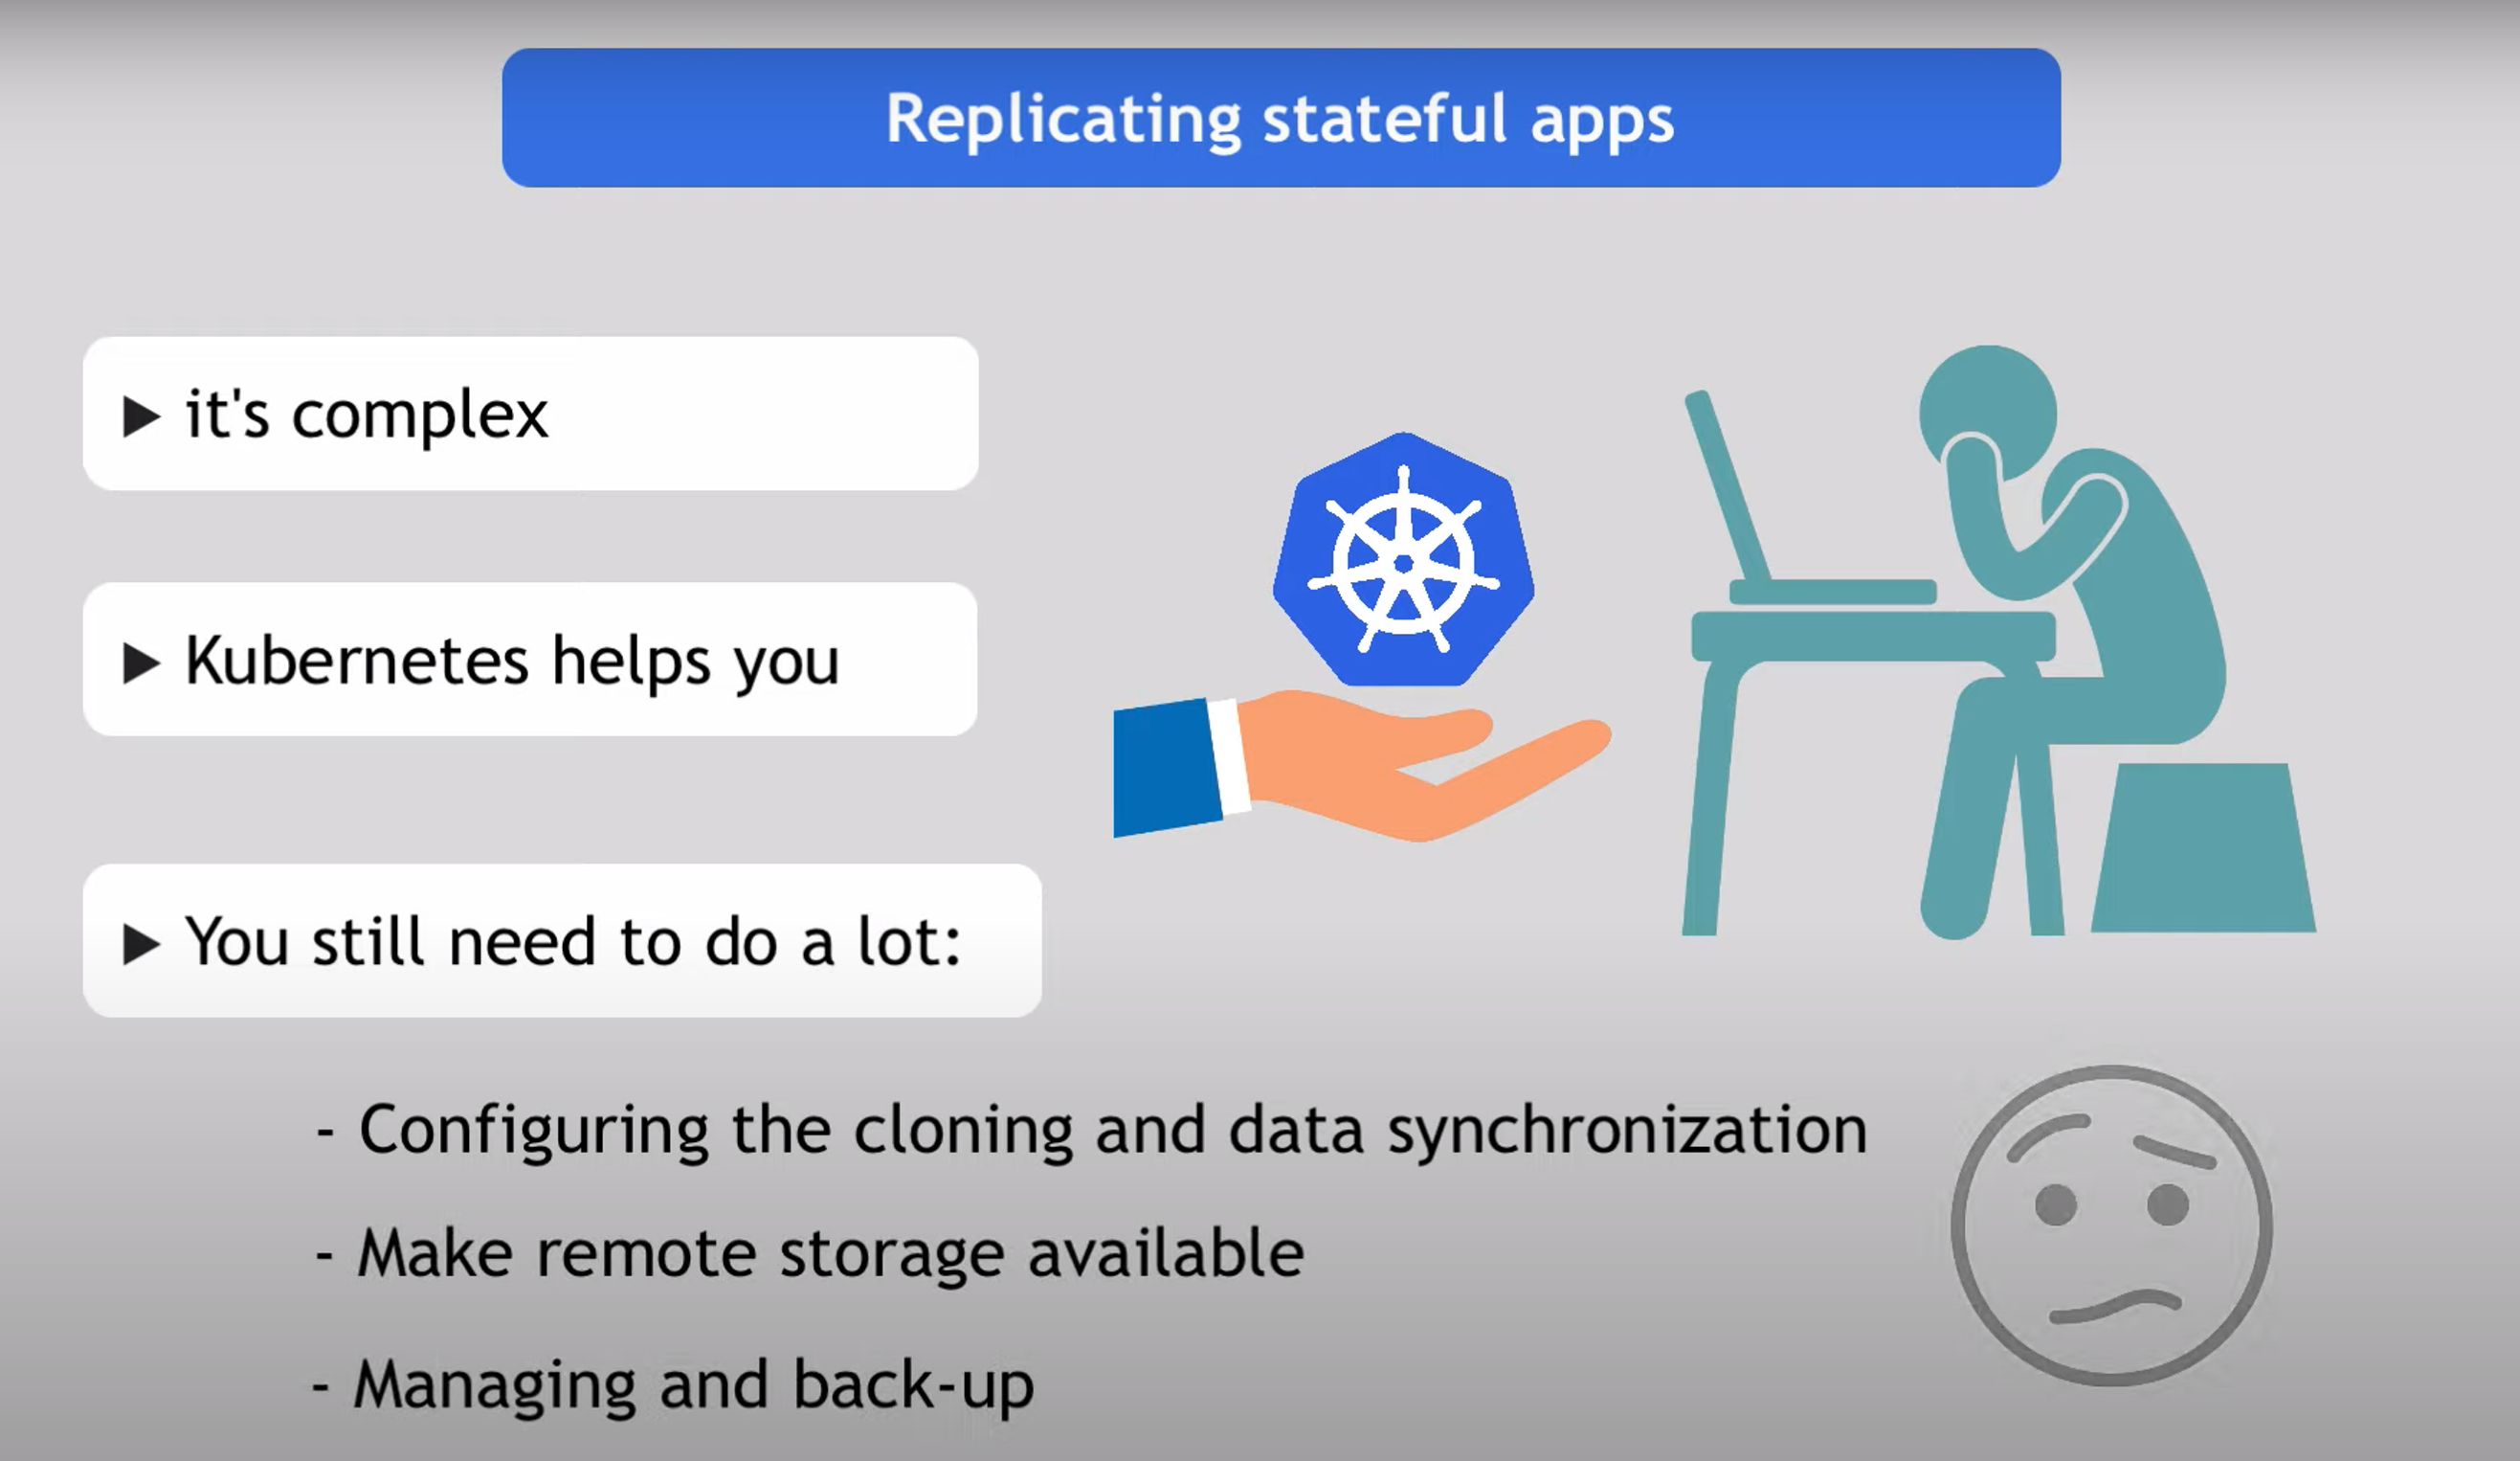 Replicating stateful apps
▶ it's complex
▶ Kubernetes helps you
▶ You still need to do a lot:
- Configuring the cloning and data synchronization
- Make remote storage available
- Managing and back-up